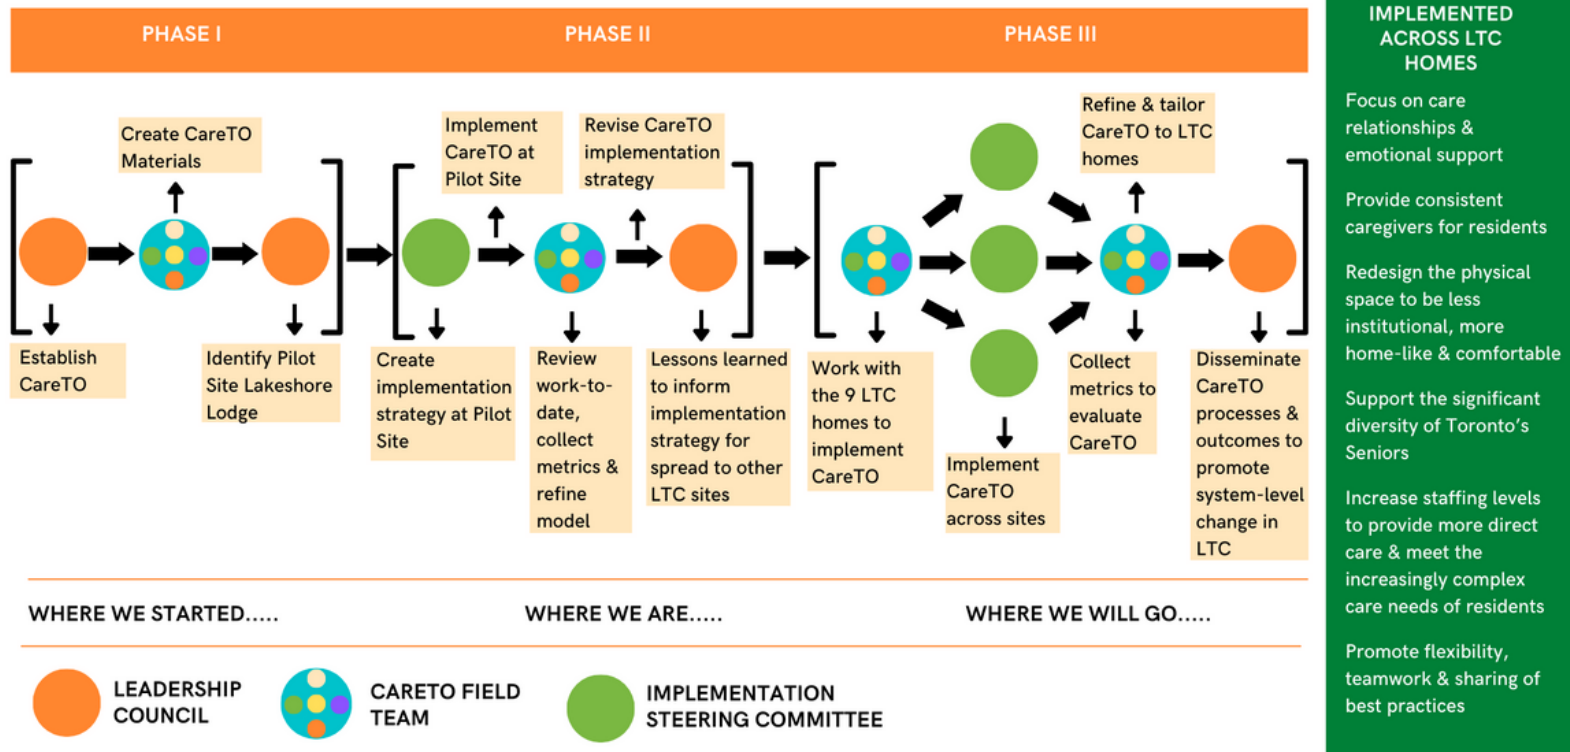 PHASE I
PHASE II
PHASE III
Create CareTO
Materials
Establish
CareTO
Identify Pilot
Site Lakeshore
Lodge
Implement
CareTO at
Pilot Site
Revise CareTO
implementation
strategy
Create
implementation
strategy at Pilot
Site
Review
work-to-
date,
collect
metrics &
refine
model
Lessons learned
to inform
implementation
strategy for
spread to other
LTC sites
Refine & tailor
CareTO to LTC
homes
Work with
the 9 LTC
homes to
implement
CareTO
Implement
CareTO
across sites
Collect
metrics to
evaluate
CareTO
Disseminate
CareTO
processes &
outcomes to
promote
system-level
change in
LTC
WHERE WE STARTED.....
WHERE WE ARE.....
WHERE WE WILL GO.....
LEADERSHIP
COUNCIL
CARETO FIELD
TEAM
IMPLEMENTATION
STEERING COMMITTEE
IMPLEMENTED
ACROSS LTC
HOMES
Focus on care
relationships &
emotional support
Provide consistent
caregivers for residents
Redesign the physical
space to be less
institutional, more
home-like & comfortable
Support the significant
diversity of Toronto's
Seniors
Increase staffing levels
to provide more direct
care & meet the
increasingly complex
care needs of residents
Promote flexibility,
teamwork & sharing of
best practices